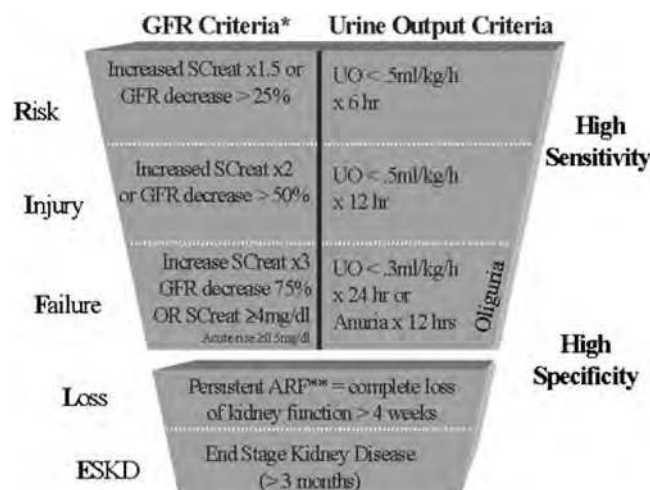 GFR Criteria*
Urine Output Criteria
Risk
Increased SCreat x1.5 or
GFR decrease > 25%
UO < .5ml/kg/h
x 6 hr
High
Sensitivity
Injury
Increased SCreat x2
or GFR decrease > 50%
UO < .5ml/kg/h
x 12 hr
Failure
Increase SCreat x3
GFR decrease 75%
OR SCreat ≥4mg/dl
Acute rise ≥0.5mg/dl
UO < .3ml/kg/h
x 24 hr or
Anuria x 12 hrs
Oliguria
High
Specificity
Loss
Persistent ARF** = complete loss
of kidney function > 4 weeks
ESKD
End Stage Kidney Disease
(> 3 months)